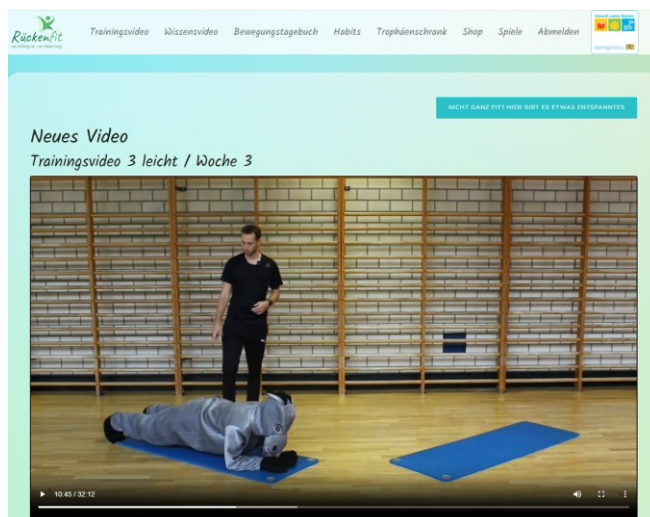 Rückenfit
Trainingsvideo Wissensvideo Bewegungstagebuch Habits Trophäenschrank Shop Spiele Abmelden
NICHT GANZ FIT? HIER GIBT ES ETWAS ENTSPANNTES
Neues Video
Trainingsvideo 3 leicht / Woche 3
10:45 / 32:12